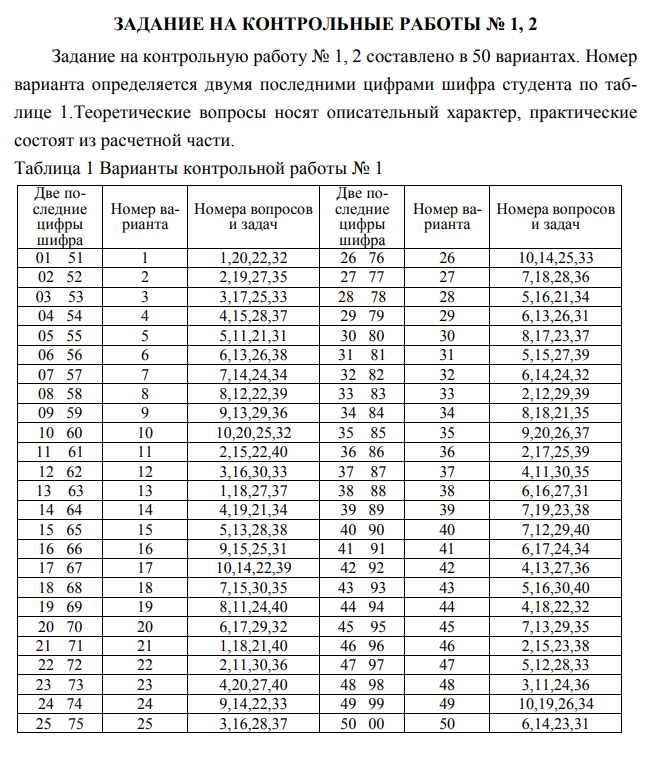 ЗАДАНИЕ НА КОНТРОЛЬНЫЕ РАБОТЫ № 1, 2
Задание на контрольную работу № 1, 2 составлено в 50 вариантах. Номер
варианта определяется двумя последними цифрами шифра студента по таб-
лице 1.Теоретические вопросы носят описательный характер, практические
состоят из расчетной части.
Таблица 1 Варианты контрольной работы № 1
Две по-
следние
цифры
шифра
Номер ва-
рианта
Номера вопросов
и задач
Две по-
следние
цифры
шифра
Номер ва-
рианта
Номера вопросов
и задач
01 51 1 1,20,22,32 26 76 26 10,14,25,33
02 52 2 2,19,27,35 27 77 27 7,18,28,36
03 53 3 3,17,25,33 28 78 28 5,16,21,34
04 54 4 4,15,28,37 29 79 29 6,13,26,31
05 55 5 5,11,21,31 30 80 30 8,17,23,37
06 56 6 6,13,26,38 31 81 31 5,15,27,39
07 57 7 7,14,24,34 32 82 32 6,14,24,32
08 58 8 8,12,22,39 33 83 33 2,12,29,39
09 59 9 9,13,29,36 34 84 34 8,18,21,35
10 60 10 10,20,25,32 35 85 35 9,20,26,37
11 61 11 2,15,22,40 36 86 36 2,17,25,39
12 62 12 3,16,30,33 37 87 37 4,11,30,35
13 63 13 1,18,27,37 38 88 38 6,16,27,31
14 64 14 4,19,21,34 39 89 39 7,19,23,38
15 65 15 5,13,28,38 40 90 40 7,12,29,40
16 66 16 9,15,25,31 41 91 41 6,17,24,34
17 67 17 10,14,22,39 42 92 42 4,13,27,36
18 68 18 7,15,30,35 43 93 43 5,16,30,40
19 69 19 8,11,24,40 44 94 44 4,18,22,32
20 70 20 6,17,29,32 45 95 45 7,13,29,35
21 71 21 1,18,21,40 46 96 46 2,15,23,38
22 72 22 2,11,30,36 47 97 47 5,12,28,33
23 73 23 4,20,27,40 48 98 48 3,11,24,36
24 74 24 9,14,22,33 49 99 49 10,19,26,34
25 75 25 3,16,28,37 50 00 50 6,14,23,31